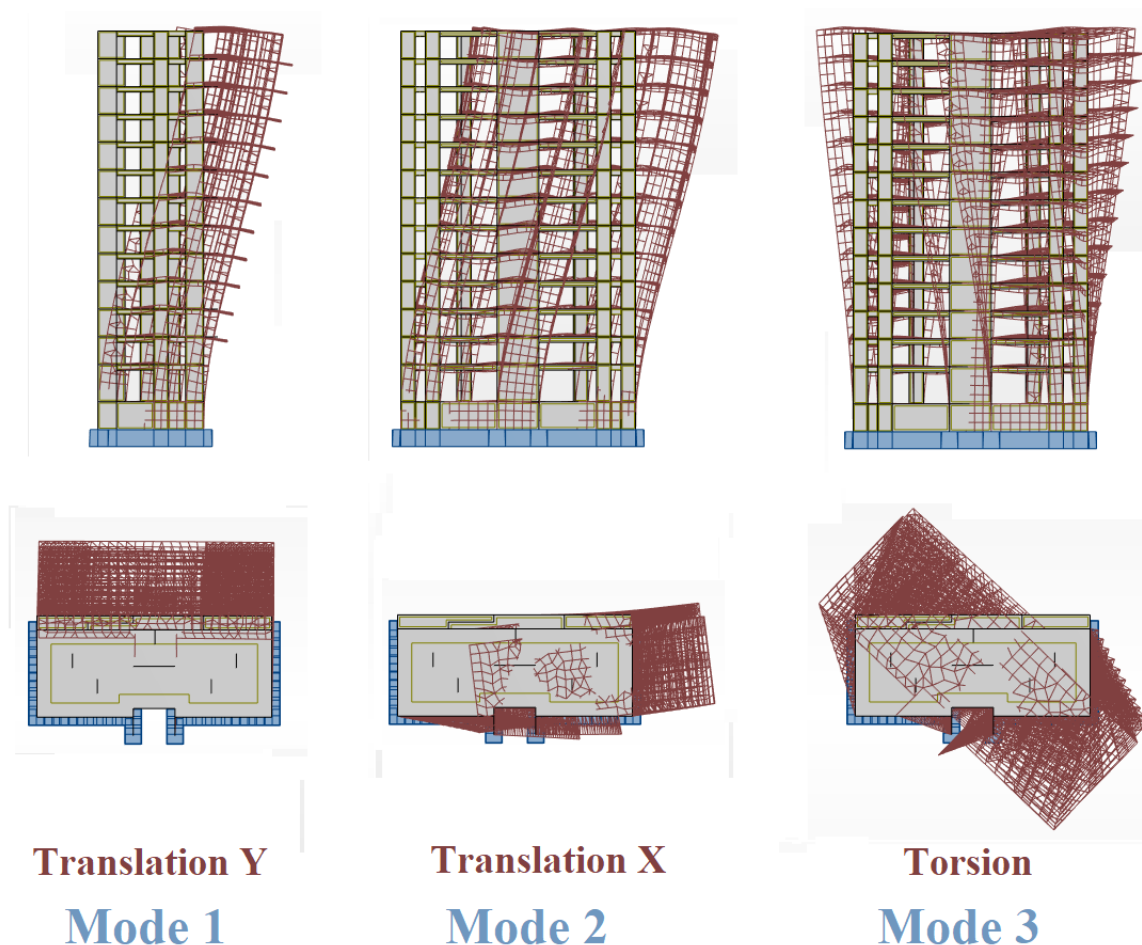 Translation Y
Translation X
Torsion
Mode 1
Mode 2
Mode 3